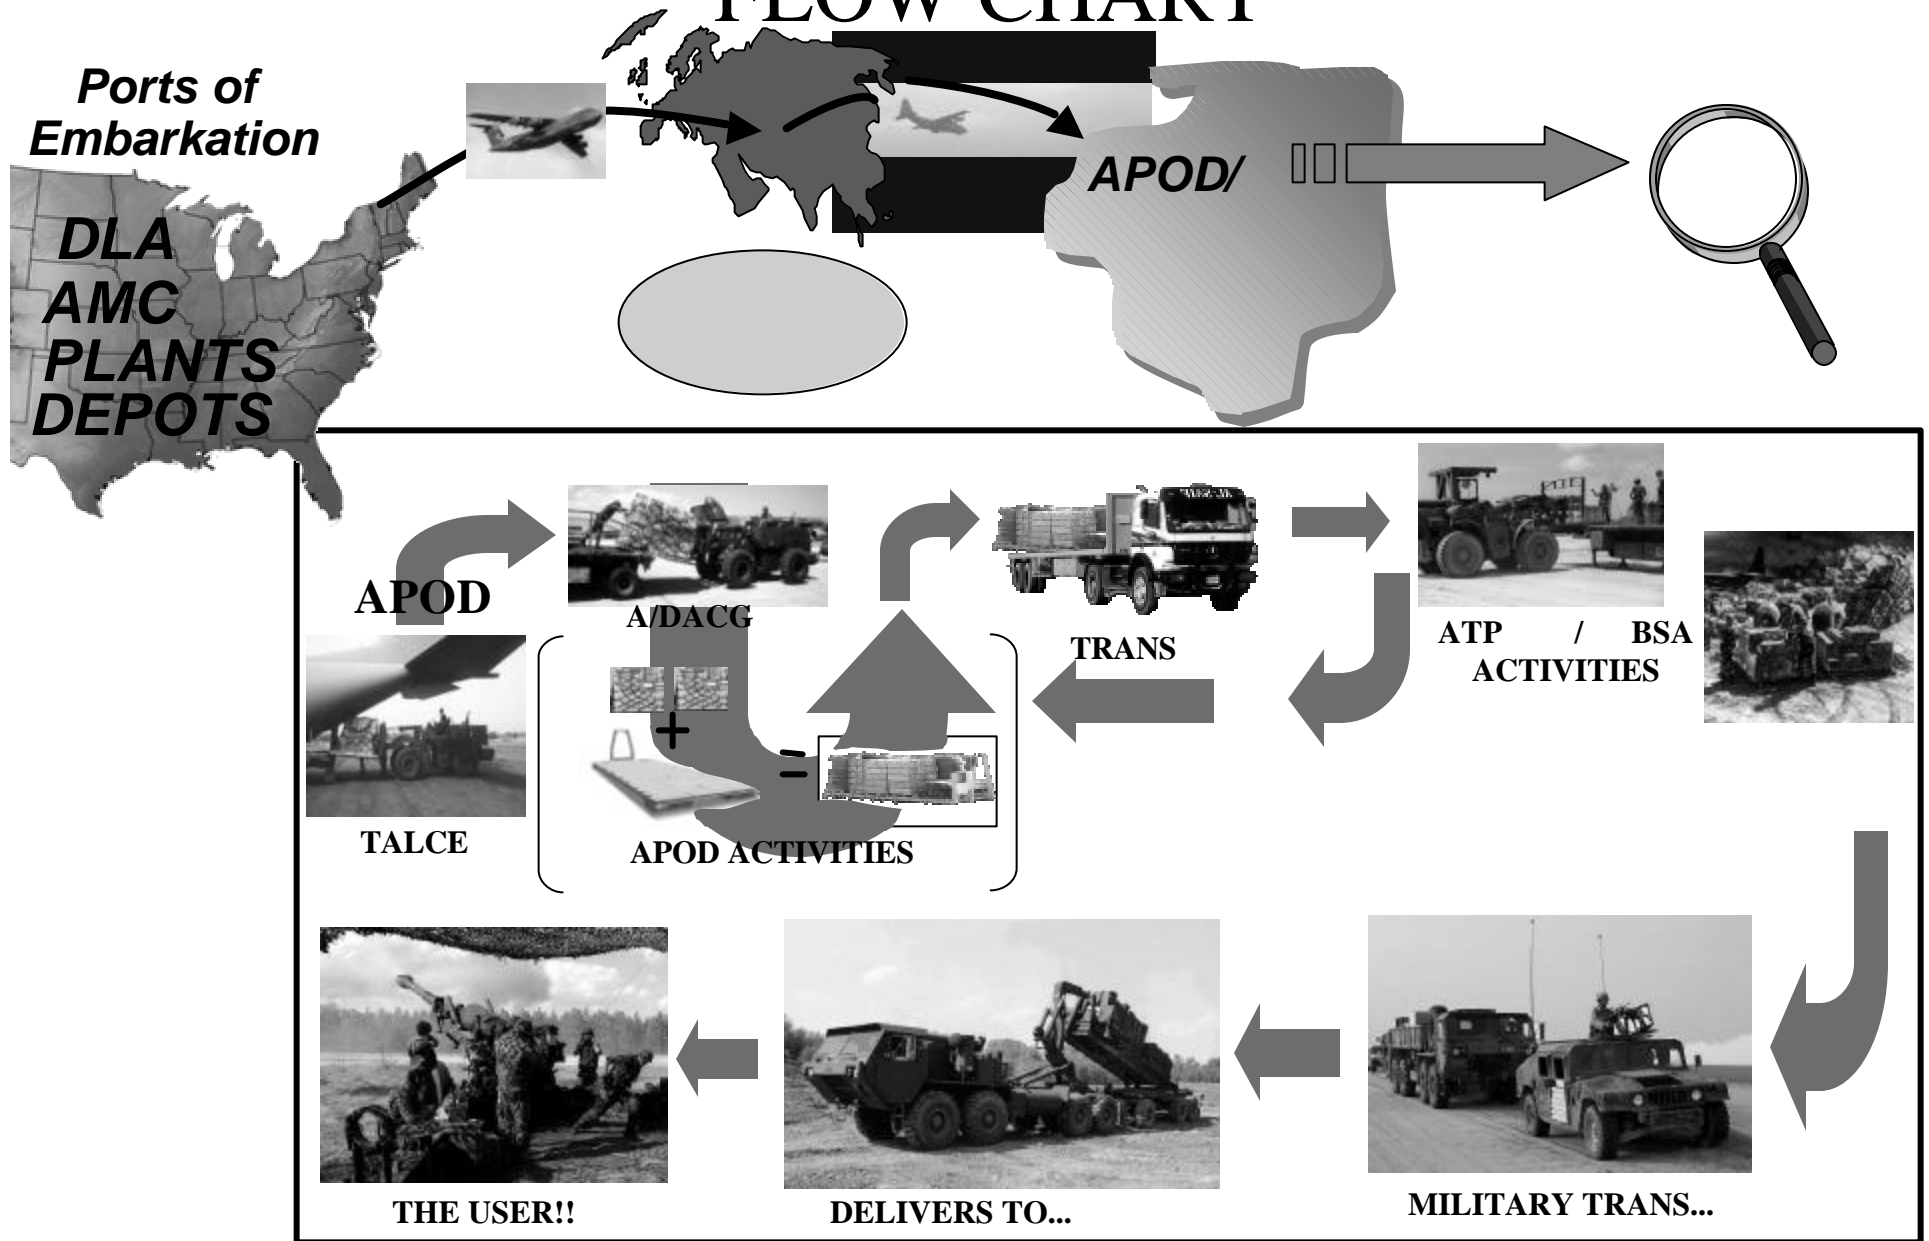 FLOW CHART
Ports of
Embarkation
DLA
AMC
PLANTS
DEPOTS
APOD/
APOD
A/DACG
TRANS
ATP / BSA
ACTIVITIES
+
=
TALCE
APOD ACTIVITIES
THE USER!!
DELIVERS TO...
MILITARY TRANS...